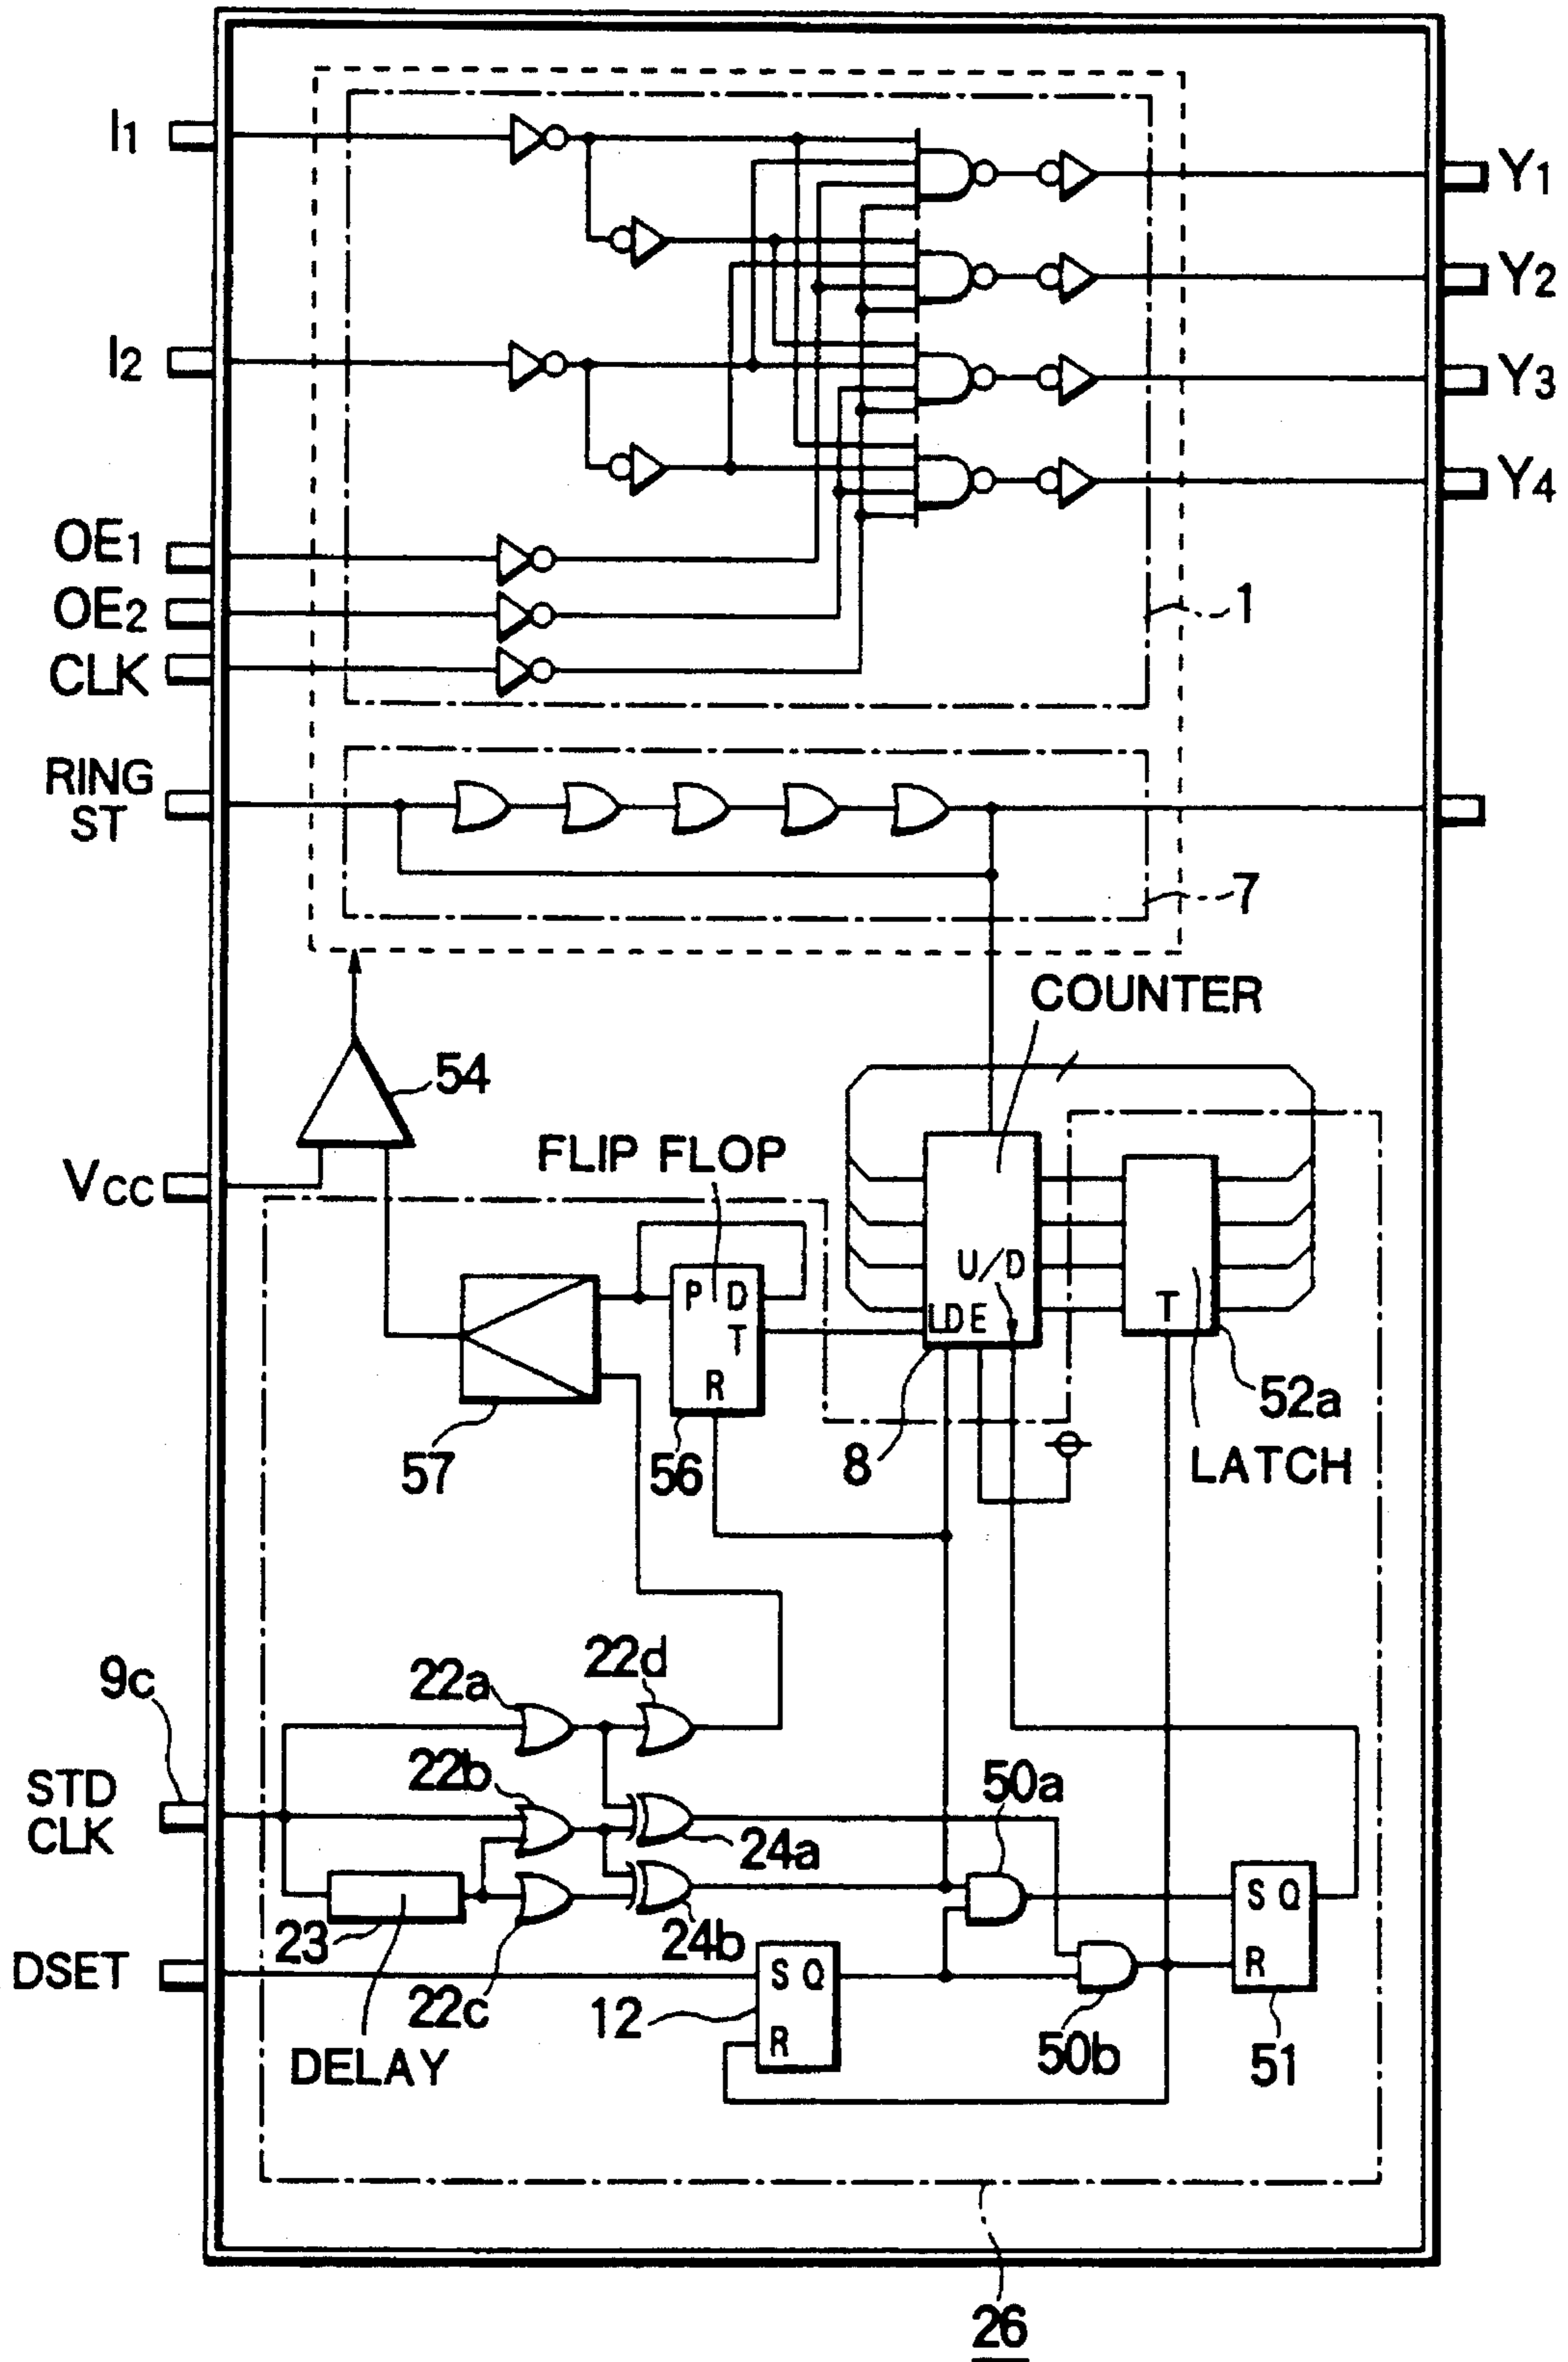 I1
Y1
Y2
I2
Y3
Y4
OE1
OE2
1
CLK
RING
ST
7
COUNTER
54
FLIP FLOP
VCC
U/D
P D
T
LD E
T
R
52a
57
56
8
LATCH
9c
22a
22d
22b
50a
STD
CLK
24a
S Q
23
24b
DSET
S Q
R
22c
12
R
50b
51
DELAY
26